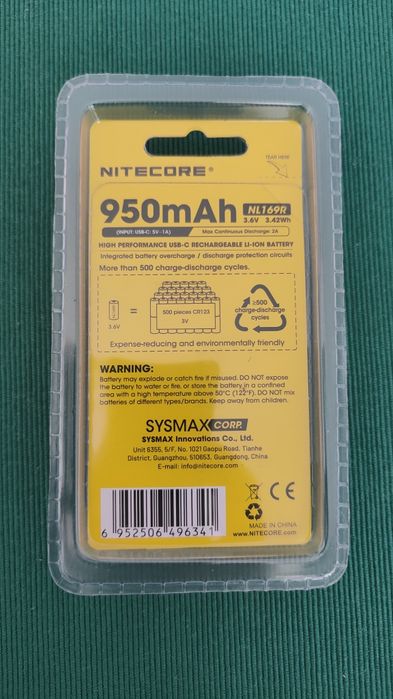 TEAR HERE
NITECORE®
950mAh NL169R
3.6V 3.42Wh
(INPUT: USB-C: 5V⎓1A) Max Continuous Discharge: 2A
HIGH PERFORMANCE USB-C RECHARGEABLE LI-ION BATTERY
Integrated battery overcharge / discharge protection circuits
More than 500 charge-discharge cycles.
3.6V
=
500 pieces CR123
3V
≥500
charge-discharge
cycles
Expense-reducing and environmentally friendly
WARNING:
Battery may explode or catch fire if misused. DO NOT expose
the battery to water or fire, or store the battery in a confined
area with a high temperature above 50°C (122°F). DO NOT mix
batteries of different types/brands. Keep away from children.
SYSMAX CORP
SYSMAX Innovations Co., Ltd.
Unit 6355, 5/F, No. 1021 Gaopu Road, Tianhe
District, Guangzhou, 510653, Guangdong, China
E-mail: info@nitecore.com
6 952506 496341
CE
MADE IN CHINA
www.NITECORE.com